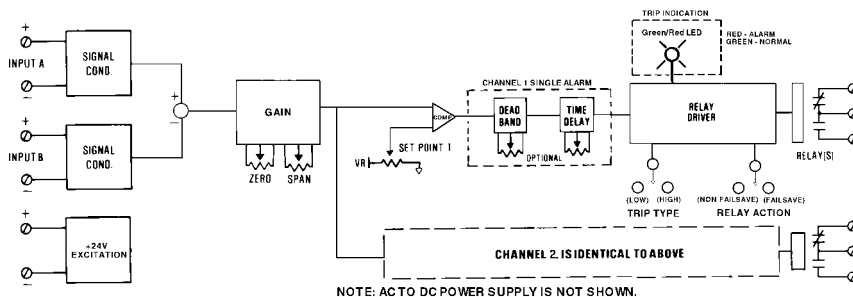 TRIP INDICATION
Green/Red LED
RED - ALARM
GREEN - NORMAL
+
INPUT A
−
SIGNAL
COND.
+
−
GAIN
ZERO
SPAN
CHANNEL 1 SINGLE ALARM
COMP
DEAD
BAND
TIME
DELAY
OPTIONAL
SET POINT 1
VR
RELAY
DRIVER
RELAY(S)
(LOW) (HIGH)
TRIP TYPE
(NON FAILSAVE) (FAILSAVE)
RELAY ACTION
+
INPUT B
−
SIGNAL
COND.
+
−
+24V
EXCITATION
CHANNEL 2, IS IDENTICAL TO ABOVE
NOTE: AC TO DC POWER SUPPLY IS NOT SHOWN.